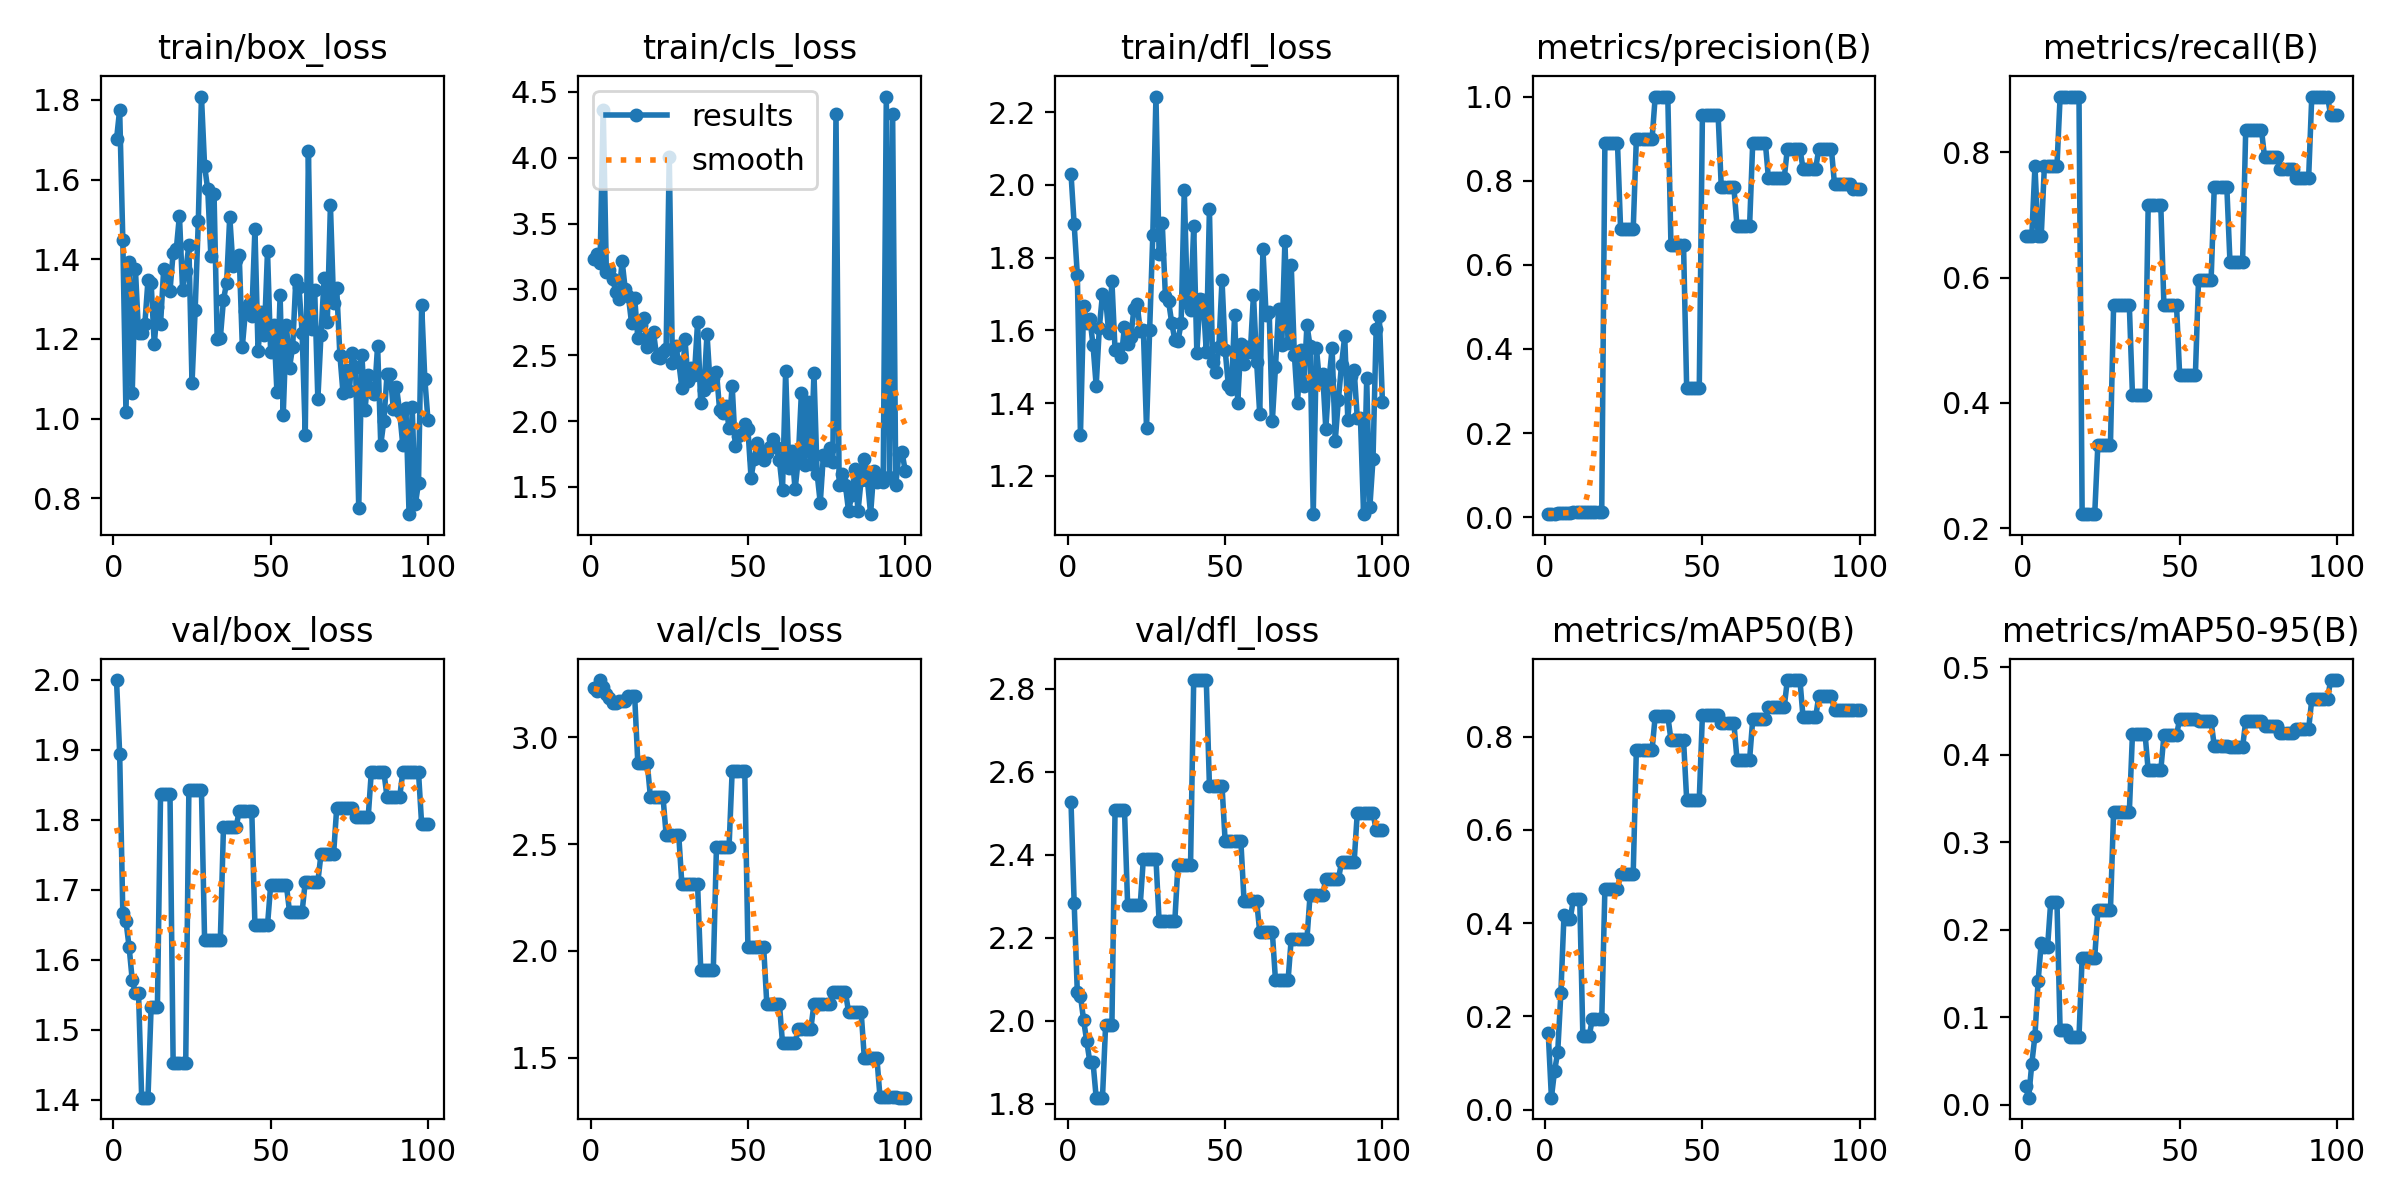 train/box_loss
train/cls_loss
train/dfl_loss
metrics/precision(B)
metrics/recall(B)
1.8
1.6
1.4
1.2
1.0
0.8
0 50 100
4.5
4.0
3.5
3.0
2.5
2.0
1.5
results
smooth
0 50 100
2.2
2.0
1.8
1.6
1.4
1.2
0 50 100
1.0
0.8
0.6
0.4
0.2
0.0
0 50 100
0.8
0.6
0.4
0.2
0 50 100
val/box_loss
val/cls_loss
val/dfl_loss
metrics/mAP50(B)
metrics/mAP50-95(B)
2.0
1.9
1.8
1.7
1.6
1.5
1.4
0 50 100
3.0
2.5
2.0
1.5
0 50 100
2.8
2.6
2.4
2.2
2.0
1.8
0 50 100
0.8
0.6
0.4
0.2
0.0
0 50 100
0.5
0.4
0.3
0.2
0.1
0.0
0 50 100